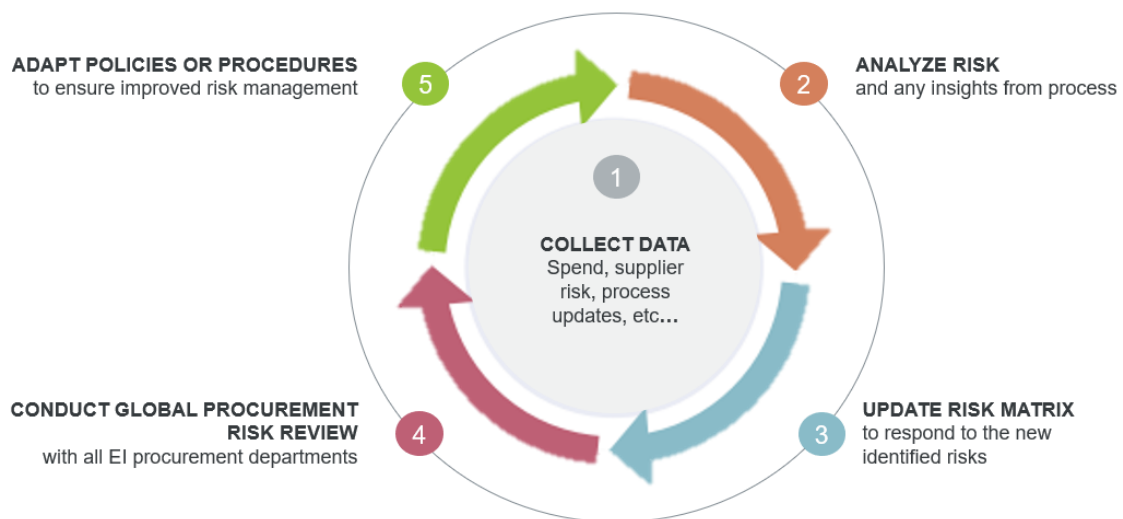 1
COLLECT DATA
Spend, supplier
risk, process
updates, etc...
2
ANALYZE RISK
and any insights from process
3
UPDATE RISK MATRIX
to respond to the new
identified risks
4
CONDUCT GLOBAL PROCUREMENT
RISK REVIEW
with all EI procurement departments
5
ADAPT POLICIES OR PROCEDURES
to ensure improved risk management